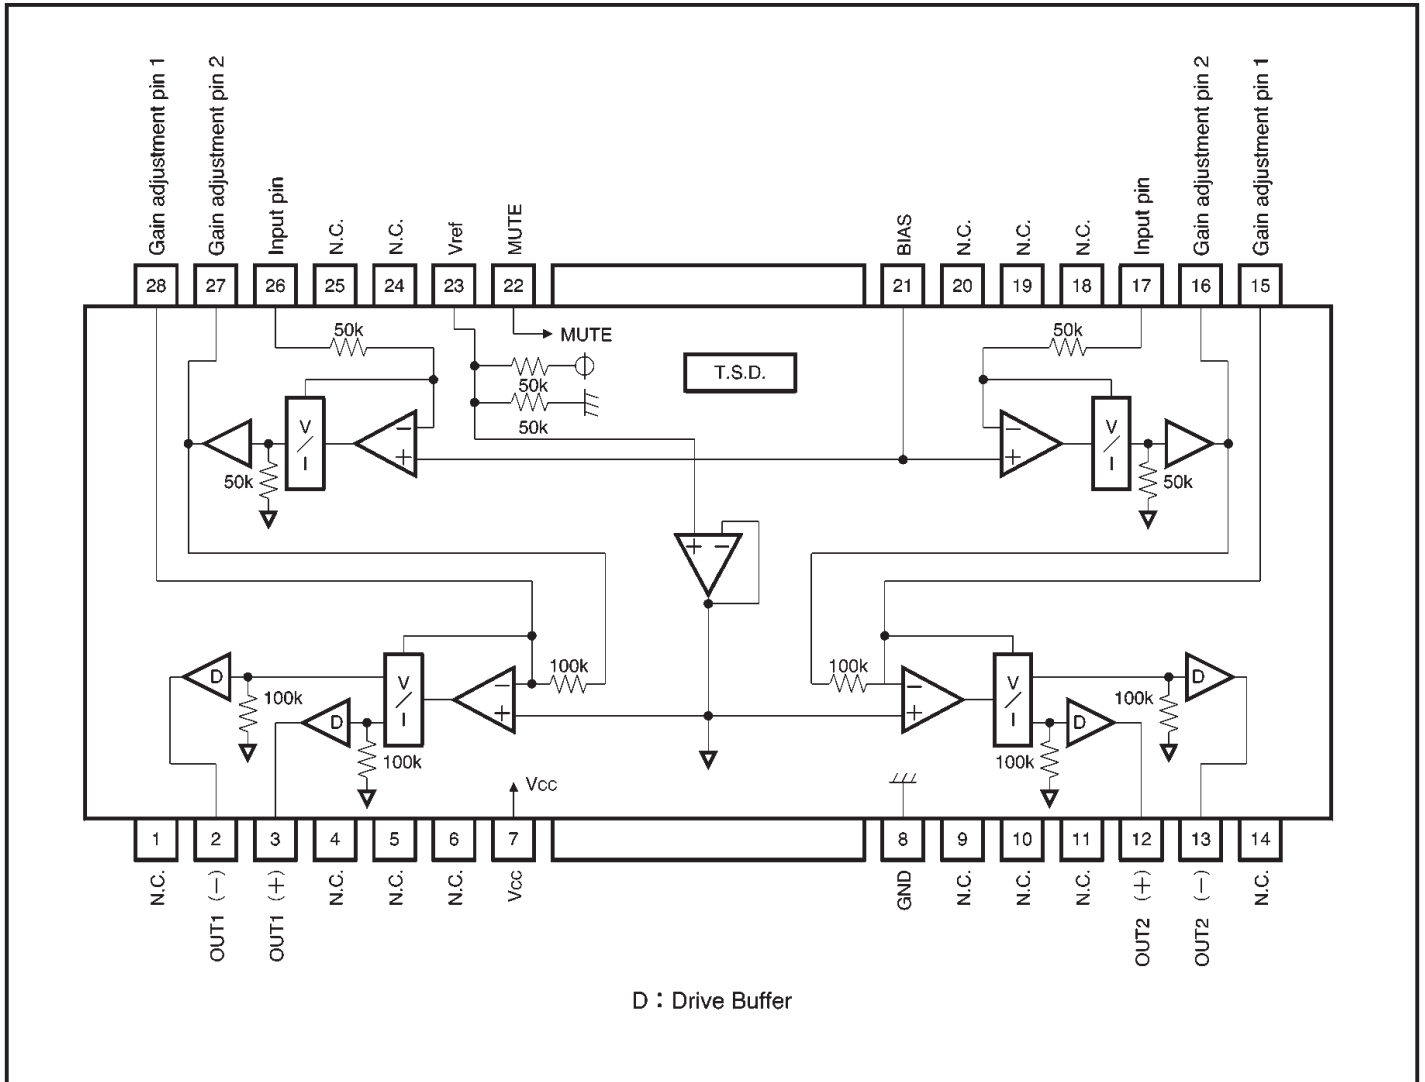 Gain adjustment pin 1
Gain adjustment pin 2
Input pin
N.C.
N.C.
Vref
MUTE
BIAS
N.C.
N.C.
N.C.
Input pin
Gain adjustment pin 2
Gain adjustment pin 1
28
27
26
25
24
23
22
21
20
19
18
17
16
15
50k
MUTE
50k
50k
50k
T.S.D.
V
/
I
−
+
50k
−
+
V
/
I
50k
+ −
100k
100k
D
100k
D
100k
V
/
I
−
+
−
+
V
/
I
100k
D
100k
D
Vcc
1
2
3
4
5
6
7
8
9
10
11
12
13
14
N.C.
OUT1 (−)
OUT1 (+)
N.C.
N.C.
N.C.
Vcc
GND
N.C.
N.C.
N.C.
OUT2 (+)
OUT2 (−)
N.C.
D : Drive Buffer